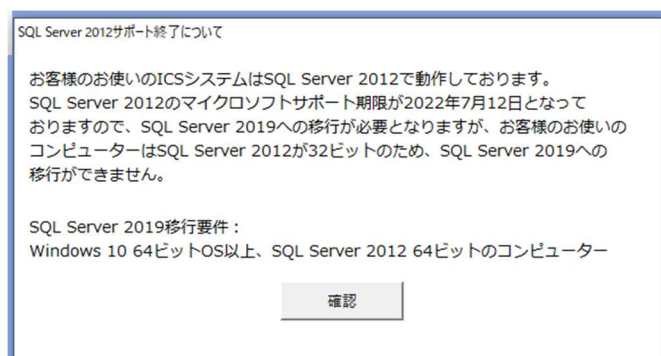 SQL Server 2012サポート終了について
お客様のお使いのICSシステムはSQL Server 2012で動作しております。
SQL Server 2012のマイクロソフトサポート期限が2022年7月12日となって
おりますので、SQL Server 2019への移行が必要となりますが、お客様のお使いの
コンピューターはSQL Server 2012が32ビットのため、SQL Server 2019への
移行ができません。
SQL Server 2019移行要件：
Windows 10 64ビットOS以上、SQL Server 2012 64ビットのコンピューター
確認